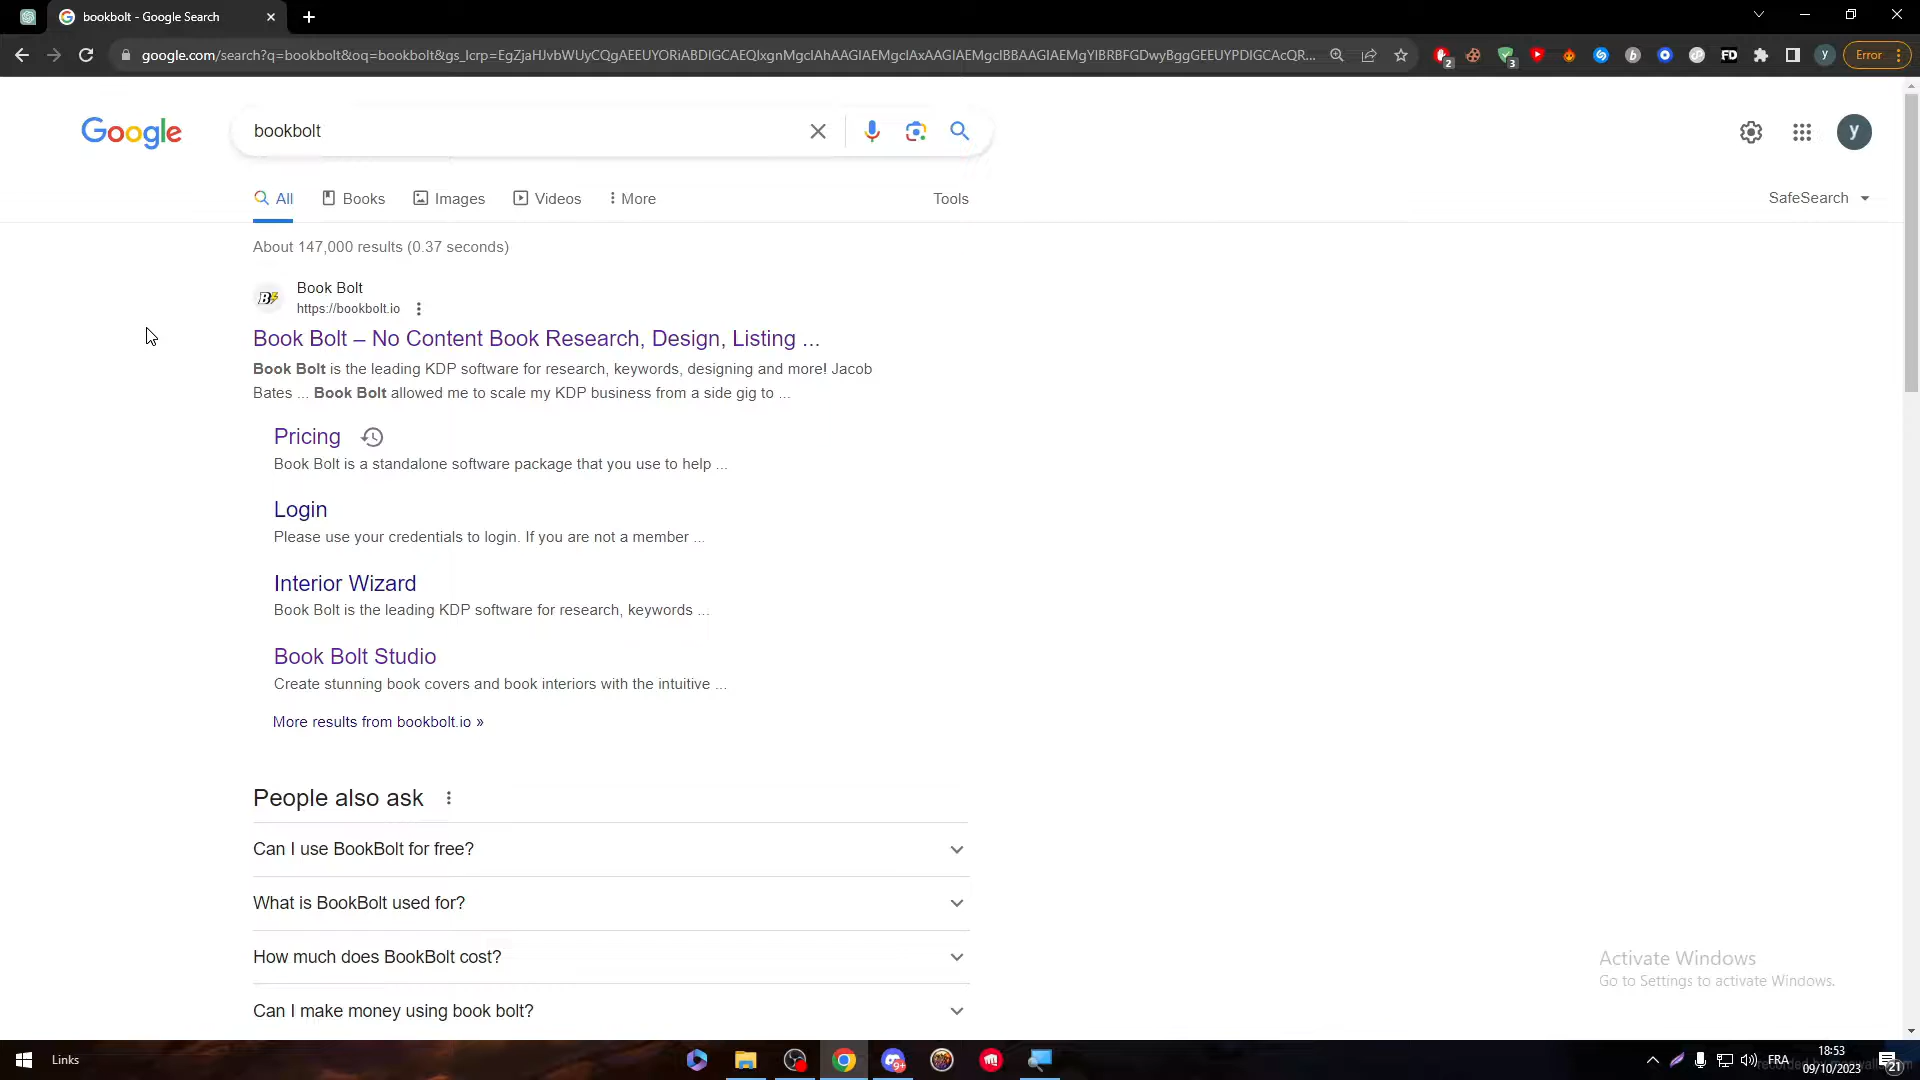 bookbolt - Google Search
google.com/search?q=bookbolt&oq=bookbolt&gs_lcrp=
Error
2
3
y
FD
Google
bookbolt
y
All
Books
Images
Videos
More
Tools
SafeSearch
About 147,000 results (0.37 seconds)
B
Book Bolt
https://bookbolt.io
Book Bolt – No Content Book Research, Design, Listing ...
Book Bolt is the leading KDP software for research, keywords, designing and more! Jacob
Bates ... Book Bolt allowed me to scale my KDP business from a side gig to ...
Pricing
Book Bolt is a standalone software package that you use to help ...
Login
Please use your credentials to login. If you are not a member ...
Interior Wizard
Book Bolt is the leading KDP software for research, keywords ...
Book Bolt Studio
Create stunning book covers and book interiors with the intuitive ...
More results from bookbolt.io »
People also ask
Can I use BookBolt for free?
What is BookBolt used for?
How much does BookBolt cost?
Can I make money using book bolt?
Activate Windows
Go to Settings to activate Windows.
Links
9+
FRA
18:53
09/10/2023
21